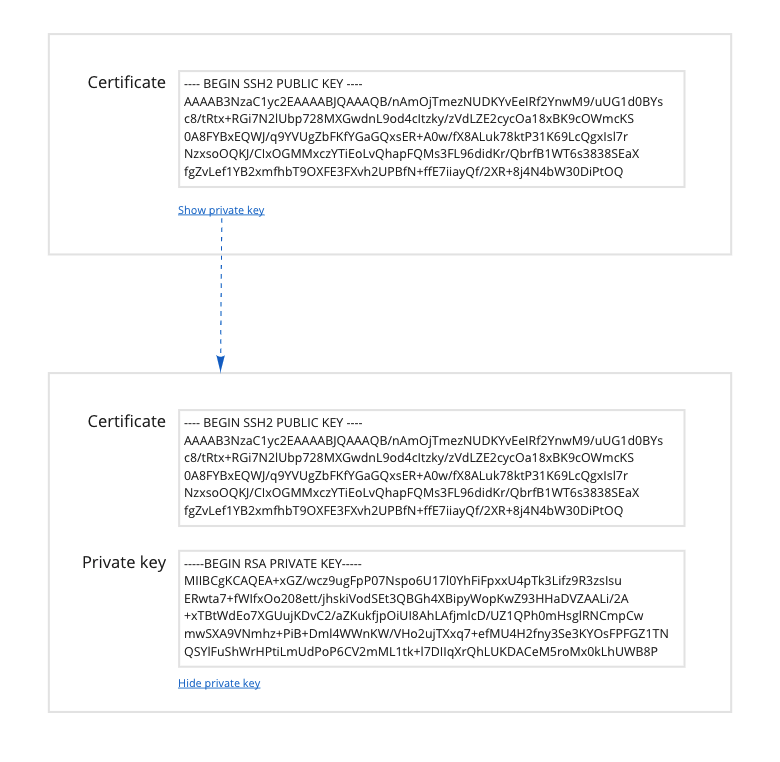 Certificate
---- BEGIN SSH2 PUBLIC KEY ----
AAAAB3NzaC1yc2EAAAABJQAAAQB/nAmOjTmezNUDKYvEeIRf2YnwM9/uUG1d0BYs
c8/tRtx+RGi7N2lUbp728MXGwdnL9od4cItzky/zVdLZE2cycOa18xBK9cOWmcKS
0A8FYBxEQWJ/q9YVUgZbFKfYGaGQxsER+A0w/fX8ALuk78ktP31K69LcQgxIsl7r
NzxsoOQKJ/CIxOGMMxczYTiEoLvQhapFQMs3FL96didKr/QbrfB1WT6s3838SEaX
fgZvLef1YB2xmfhbT9OXFE3FXvh2UPBfN+ffE7iiayQf/2XR+8j4N4bW30DiPtOQ
Show private key
Certificate
---- BEGIN SSH2 PUBLIC KEY ----
AAAAB3NzaC1yc2EAAAABJQAAAQB/nAmOjTmezNUDKYvEeIRf2YnwM9/uUG1d0BYs
c8/tRtx+RGi7N2lUbp728MXGwdnL9od4cItzky/zVdLZE2cycOa18xBK9cOWmcKS
0A8FYBxEQWJ/q9YVUgZbFKfYGaGQxsER+A0w/fX8ALuk78ktP31K69LcQgxIsl7r
NzxsoOQKJ/CIxOGMMxczYTiEoLvQhapFQMs3FL96didKr/QbrfB1WT6s3838SEaX
fgZvLef1YB2xmfhbT9OXFE3FXvh2UPBfN+ffE7iiayQf/2XR+8j4N4bW30DiPtOQ
Private key
-----BEGIN RSA PRIVATE KEY-----
MIIBCgKCAQEA+xGZ/wcz9ugFpP07Nspo6U17l0YhFiFpxxU4pTk3Lifz9R3zsIsu
ERwta7+fWIfxOo208ett/jhskiVodSEt3QBGh4XBipyWopKwZ93HHaDVZAALi/2A
+xTBtWdEo7XGUujKDvC2/aZKukfjpOiUI8AhLAfjmlcD/UZ1QPh0mHsglRNCmpCw
mwSXA9VNmhz+PiB+Dml4WWnKW/VHo2ujTXxq7+efMU4H2fny3Se3KYOsFPFGZ1TN
QSYlFuShWrHPtiLmUdPoP6CV2mML1tk+l7DIIqXrQhLUKDACeM5roMx0kLhUWB8P
Hide private key